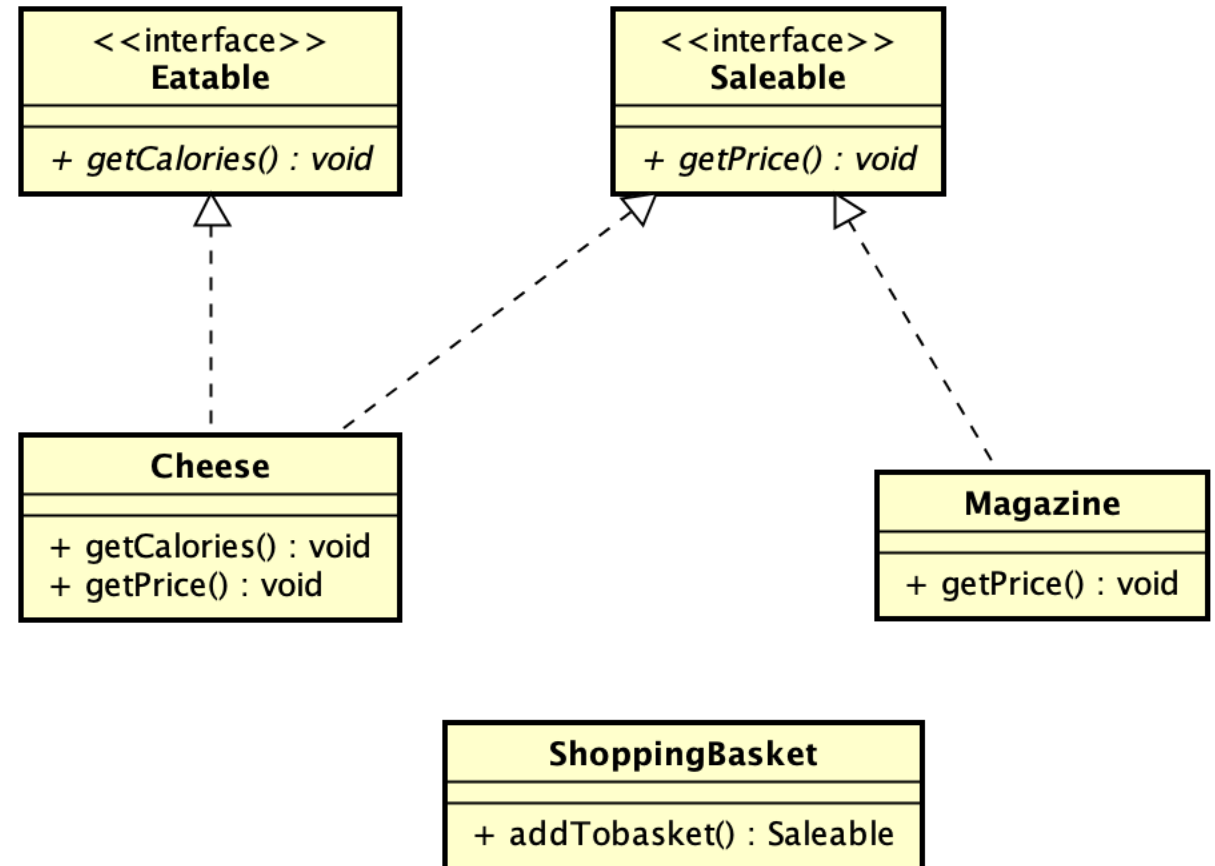 <<interface>>
Eatable
+ getCalories() : void
<<interface>>
Saleable
+ getPrice() : void
Cheese
+ getCalories() : void
+ getPrice() : void
Magazine
+ getPrice() : void
ShoppingBasket
+ addTobasket() : Saleable